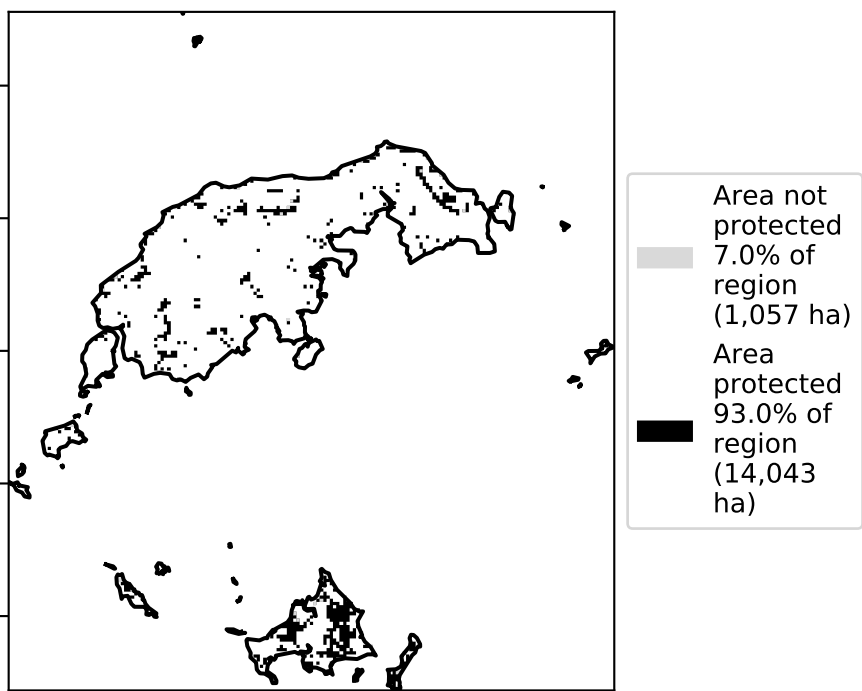 Area not
protected
7.0% of
region
(1,057 ha)
Area
protected
93.0% of
region
(14,043
ha)